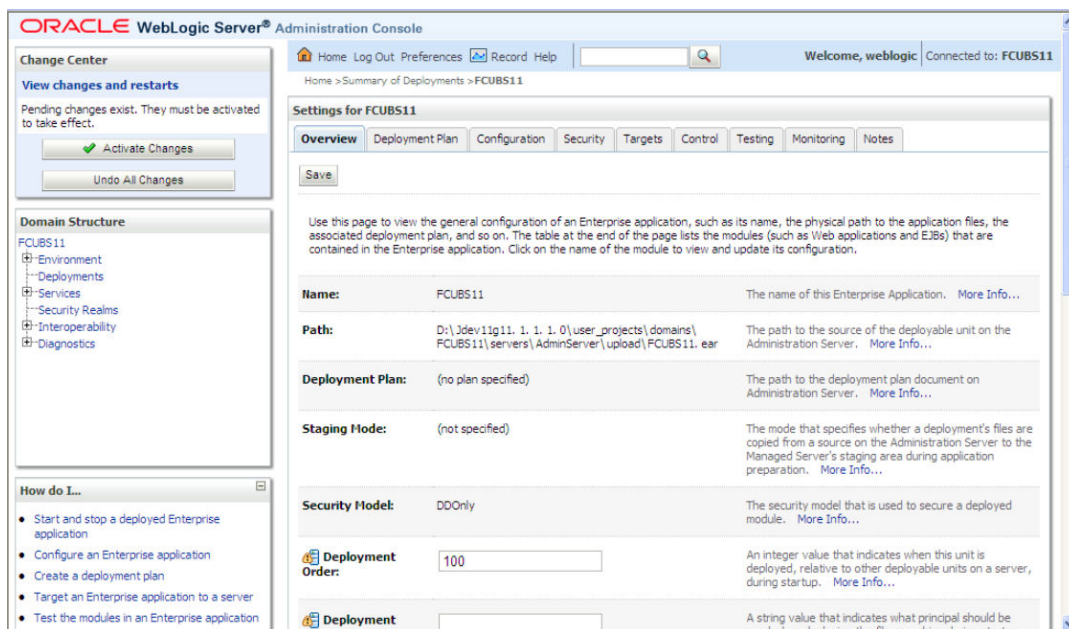 ORACLE WebLogic Server® Administration Console
Change Center
View changes and restarts
Pending changes exist. They must be activated
to take effect.
Activate Changes
Undo All Changes
Domain Structure
FCUBS11
Environment
Deployments
Services
Security Realms
Interoperability
Diagnostics
How do I...
Start and stop a deployed Enterprise
application
Configure an Enterprise application
Create a deployment plan
Target an Enterprise application to a server
Test the modules in an Enterprise application
Home Log Out Preferences Record Help
Welcome, weblogic Connected to: FCUBS11
Home >Summary of Deployments >FCUBS11
Settings for FCUBS11
Overview Deployment Plan Configuration Security Targets Control Testing Monitoring Notes
Save
Use this page to view the general configuration of an Enterprise application, such as its name, the physical path to the application files, the
associated deployment plan, and so on. The table at the end of the page lists the modules (such as Web applications and EJBs) that are
contained in the Enterprise application. Click on the name of the module to view and update its configuration.
Name: FCUBS11 The name of this Enterprise Application. More Info...
Path: D:\Jdev11g11. 1. 1. 1. 0\user_projects\domains\ The path to the source of the deployable unit on the
FCUBS11\servers\AdminServer\upload\FCUBS11. ear Administration Server. More Info...
Deployment Plan: (no plan specified) The path to the deployment plan document on
Administration Server. More Info...
Staging Mode: (not specified) The mode that specifies whether a deployment's files are
copied from a source on the Administration Server to the
Managed Server's staging area during application
preparation. More Info...
Security Model: DDOnly The security model that is used to secure a deployed
module. More Info...
Deployment 100 An integer value that indicates when this unit is
Order: deployed, relative to other deployable units on a server,
during startup. More Info...
Deployment A string value that indicates what principal should be